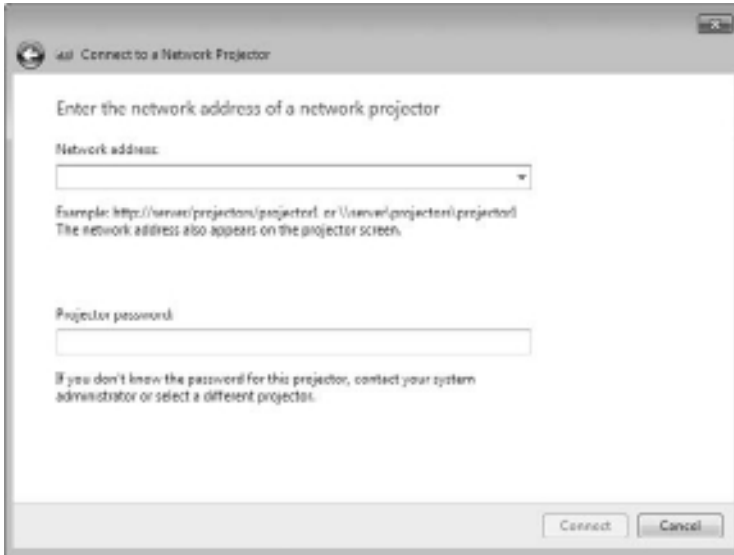 Connect to a Network Projector
Enter the network address of a network projector
Network address:
Example: http://server/projectors/projector1 or \\server\projectors\projector1
The network address also appears on the projector screen.
Projector password:
If you don't know the password for this projector, contact your system
administrator or select a different projector.
Connect
Cancel